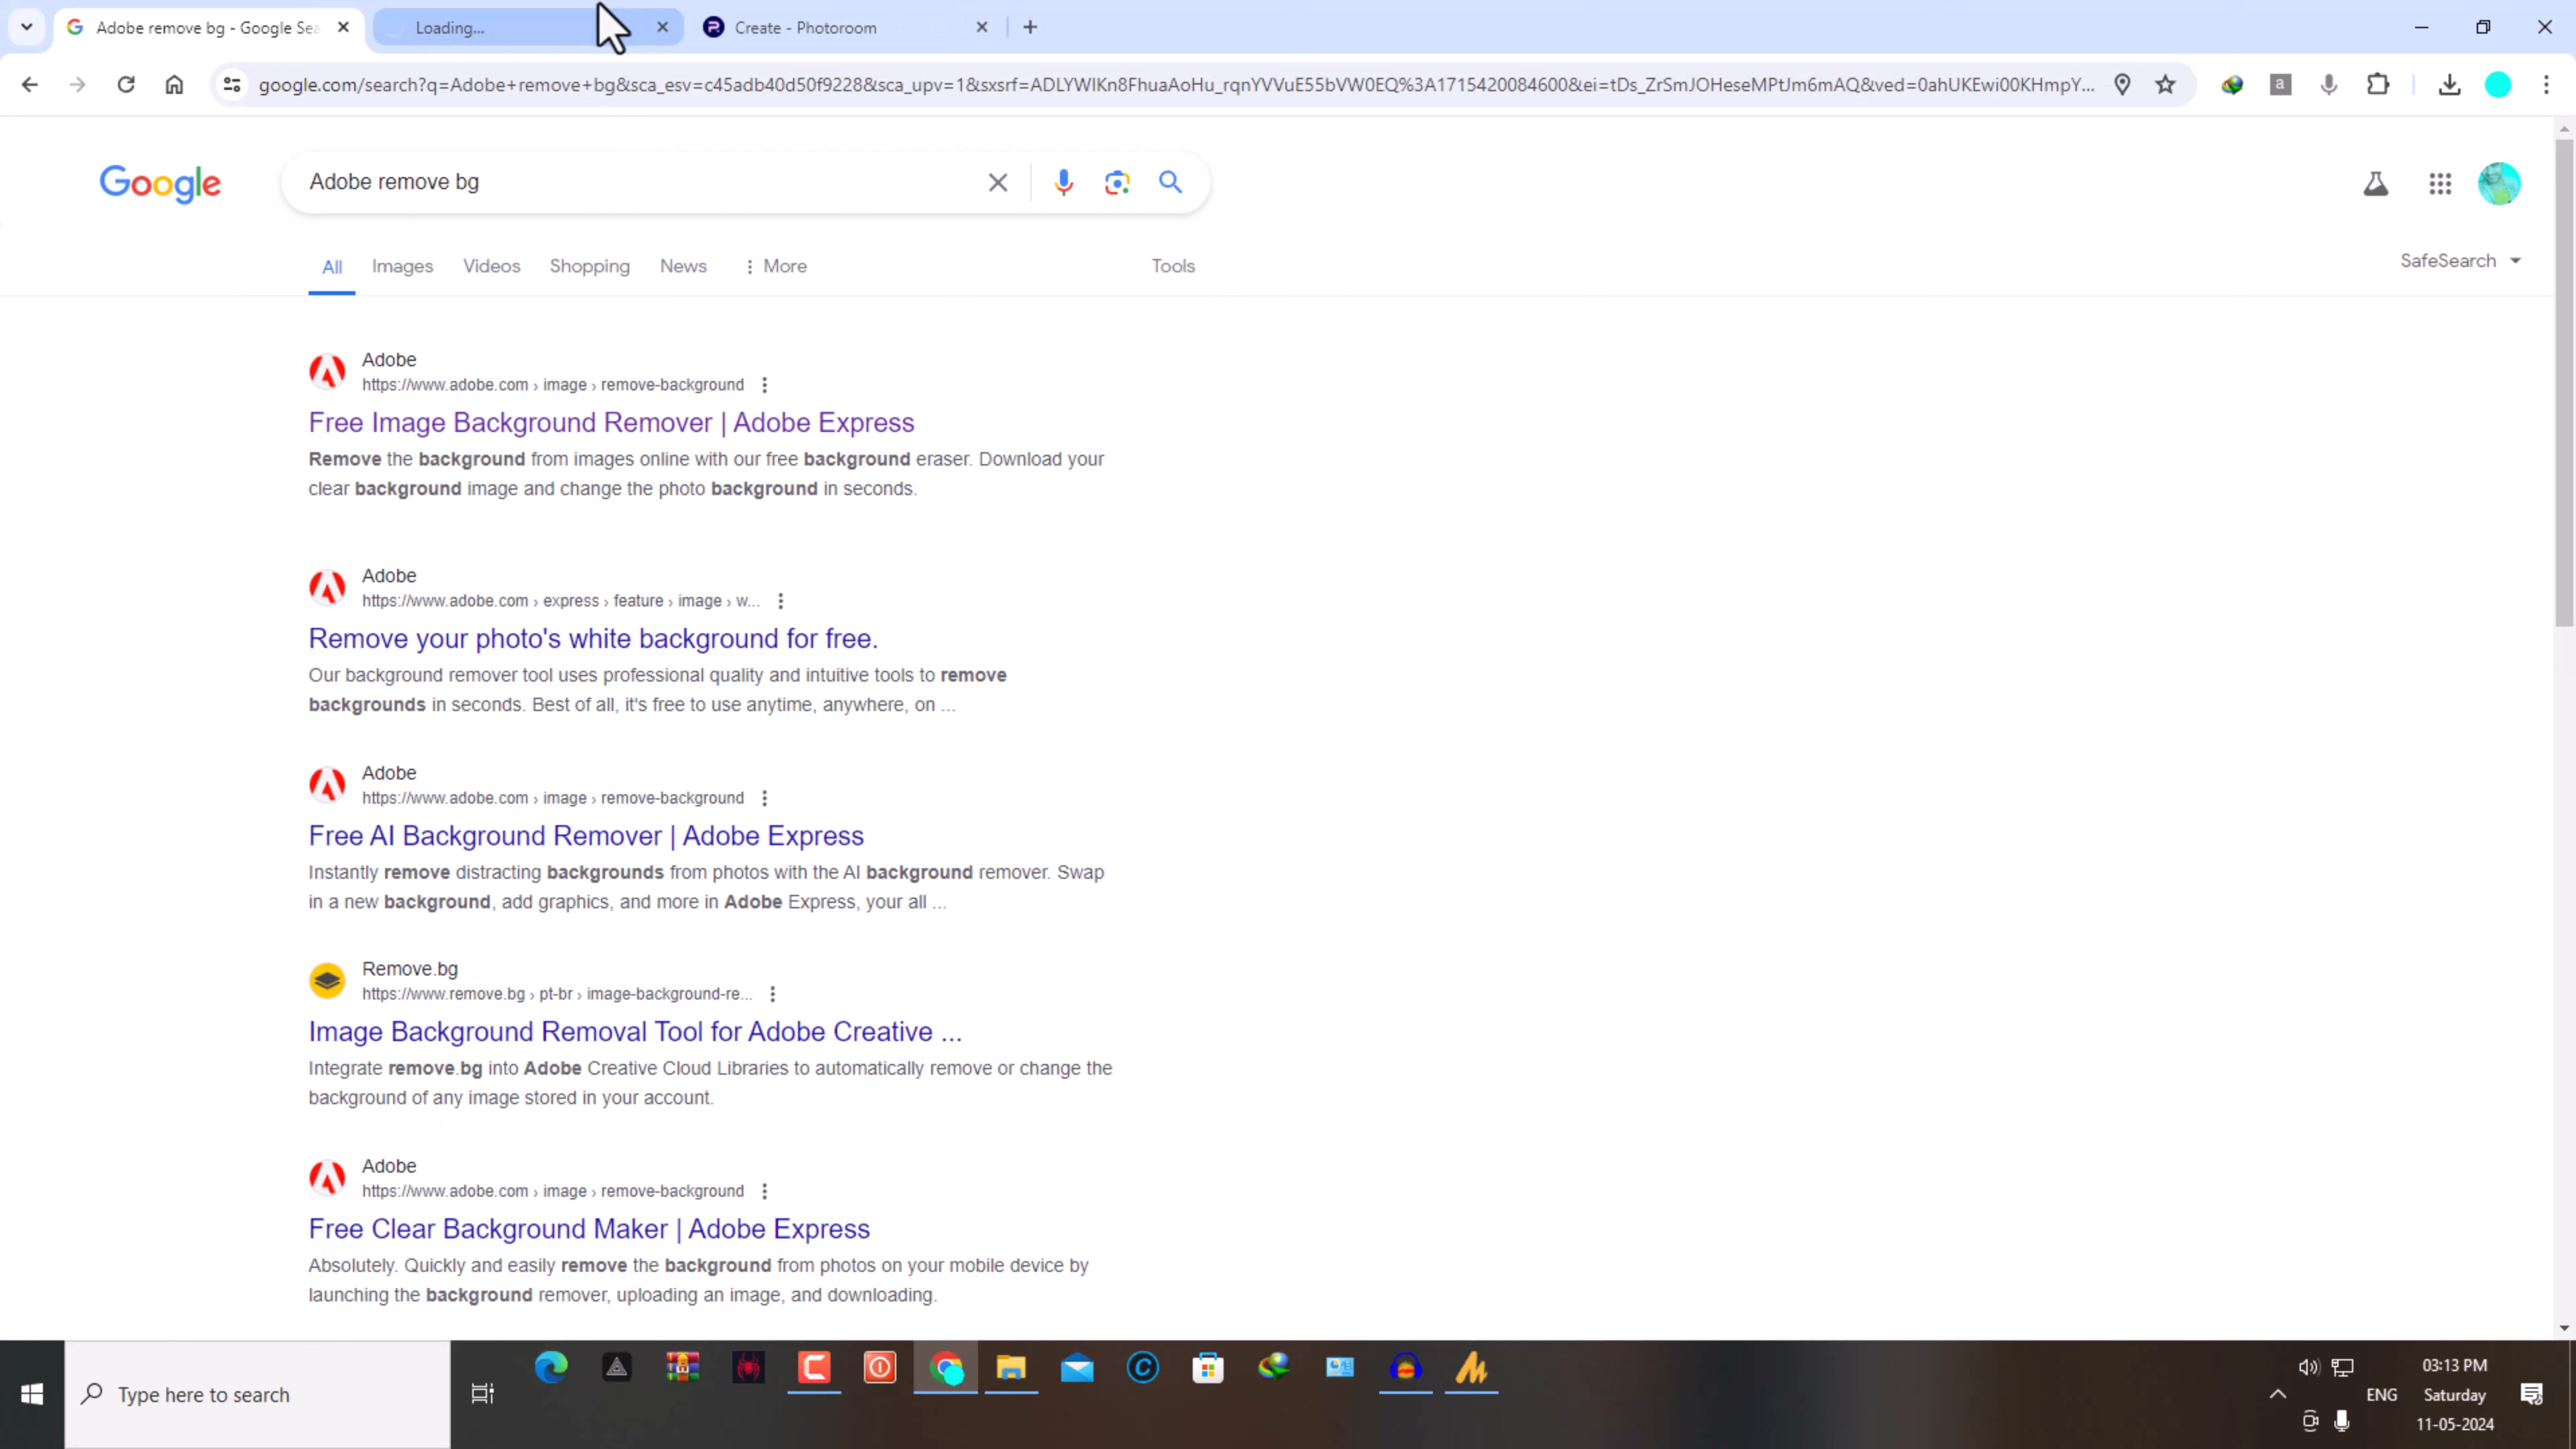 Adobe remove bg - Google Sea
Loading...
Create - Photoroom
google.com/search?q=Adobe+remove+bg&sca_esv=c45adb40d50f9228&sca_upv=1&sxsrf=ADLYWIKn8FhuaAoHu_rqnYVVuE55bVW0EQ%3A1715420084600&ei=tDs_ZrSmJOHeseMPtJm6mAQ&ved=0ahUKEwi00KHmpY...
Google
Adobe remove bg
All
Images
Videos
Shopping
News
More
Tools
SafeSearch
Adobe
https://www.adobe.com › image › remove-background
Free Image Background Remover | Adobe Express
Remove the background from images online with our free background eraser. Download your
clear background image and change the photo background in seconds.
Adobe
https://www.adobe.com › express › feature › image › w...
Remove your photo's white background for free.
Our background remover tool uses professional quality and intuitive tools to remove
backgrounds in seconds. Best of all, it's free to use anytime, anywhere, on ...
Adobe
https://www.adobe.com › image › remove-background
Free AI Background Remover | Adobe Express
Instantly remove distracting backgrounds from photos with the AI background remover. Swap
in a new background, add graphics, and more in Adobe Express, your all ...
Remove.bg
https://www.remove.bg › pt-br › image-background-re...
Image Background Removal Tool for Adobe Creative ...
Integrate remove.bg into Adobe Creative Cloud Libraries to automatically remove or change the
background of any image stored in your account.
Adobe
https://www.adobe.com › image › remove-background
Free Clear Background Maker | Adobe Express
Absolutely. Quickly and easily remove the background from photos on your mobile device by
launching the background remover, uploading an image, and downloading.
Type here to search
ENG
03:13 PM
Saturday
11-05-2024